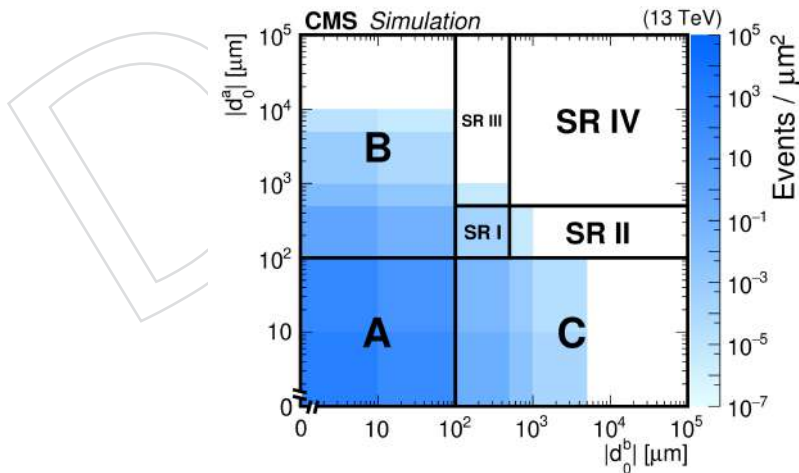 CMS Simulation (13 TeV)
|d₀ᵃ| [μm]
10⁵
10⁴
10³
10²
10
0
B
SR III
SR IV
SR I
SR II
A
C
0 10 10² 10³ 10⁴ 10⁵
|d₀ᵇ| [μm]
10⁵
10³
10
10⁻¹
10⁻³
10⁻⁵
10⁻⁷
Events / μm²
D